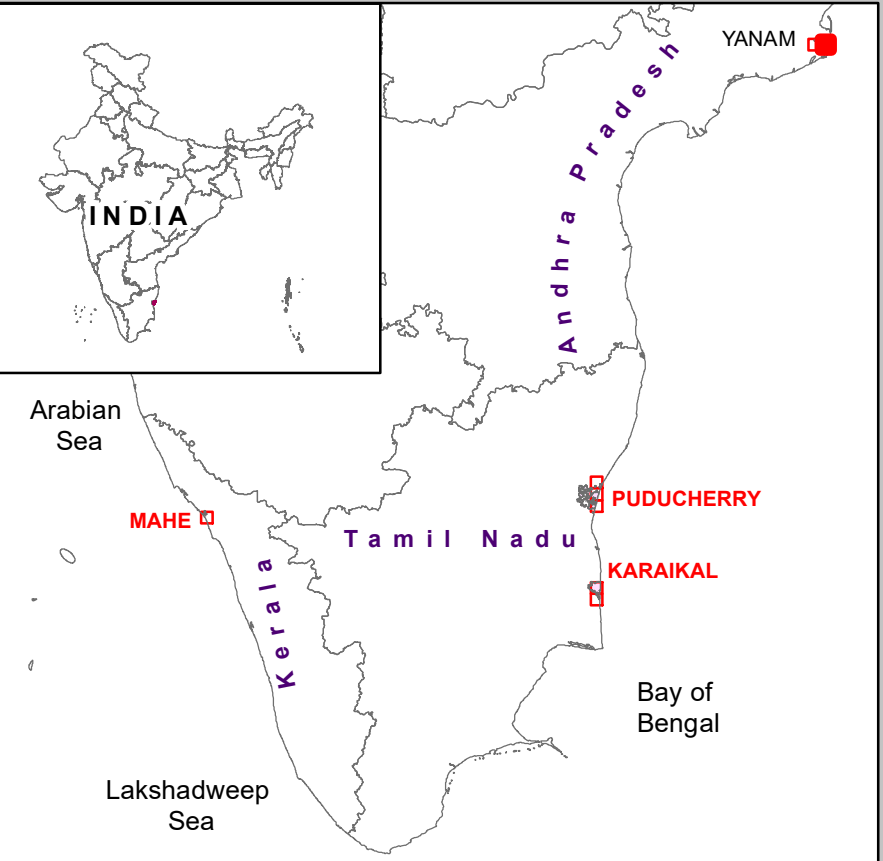 YANAM
Andhra Pradesh
INDIA
Arabian
Sea
PUDUCHERRY
MAHE
Tamil Nadu
KARAIKAL
Kerala
Bay of
Bengal
Lakshadweep
Sea